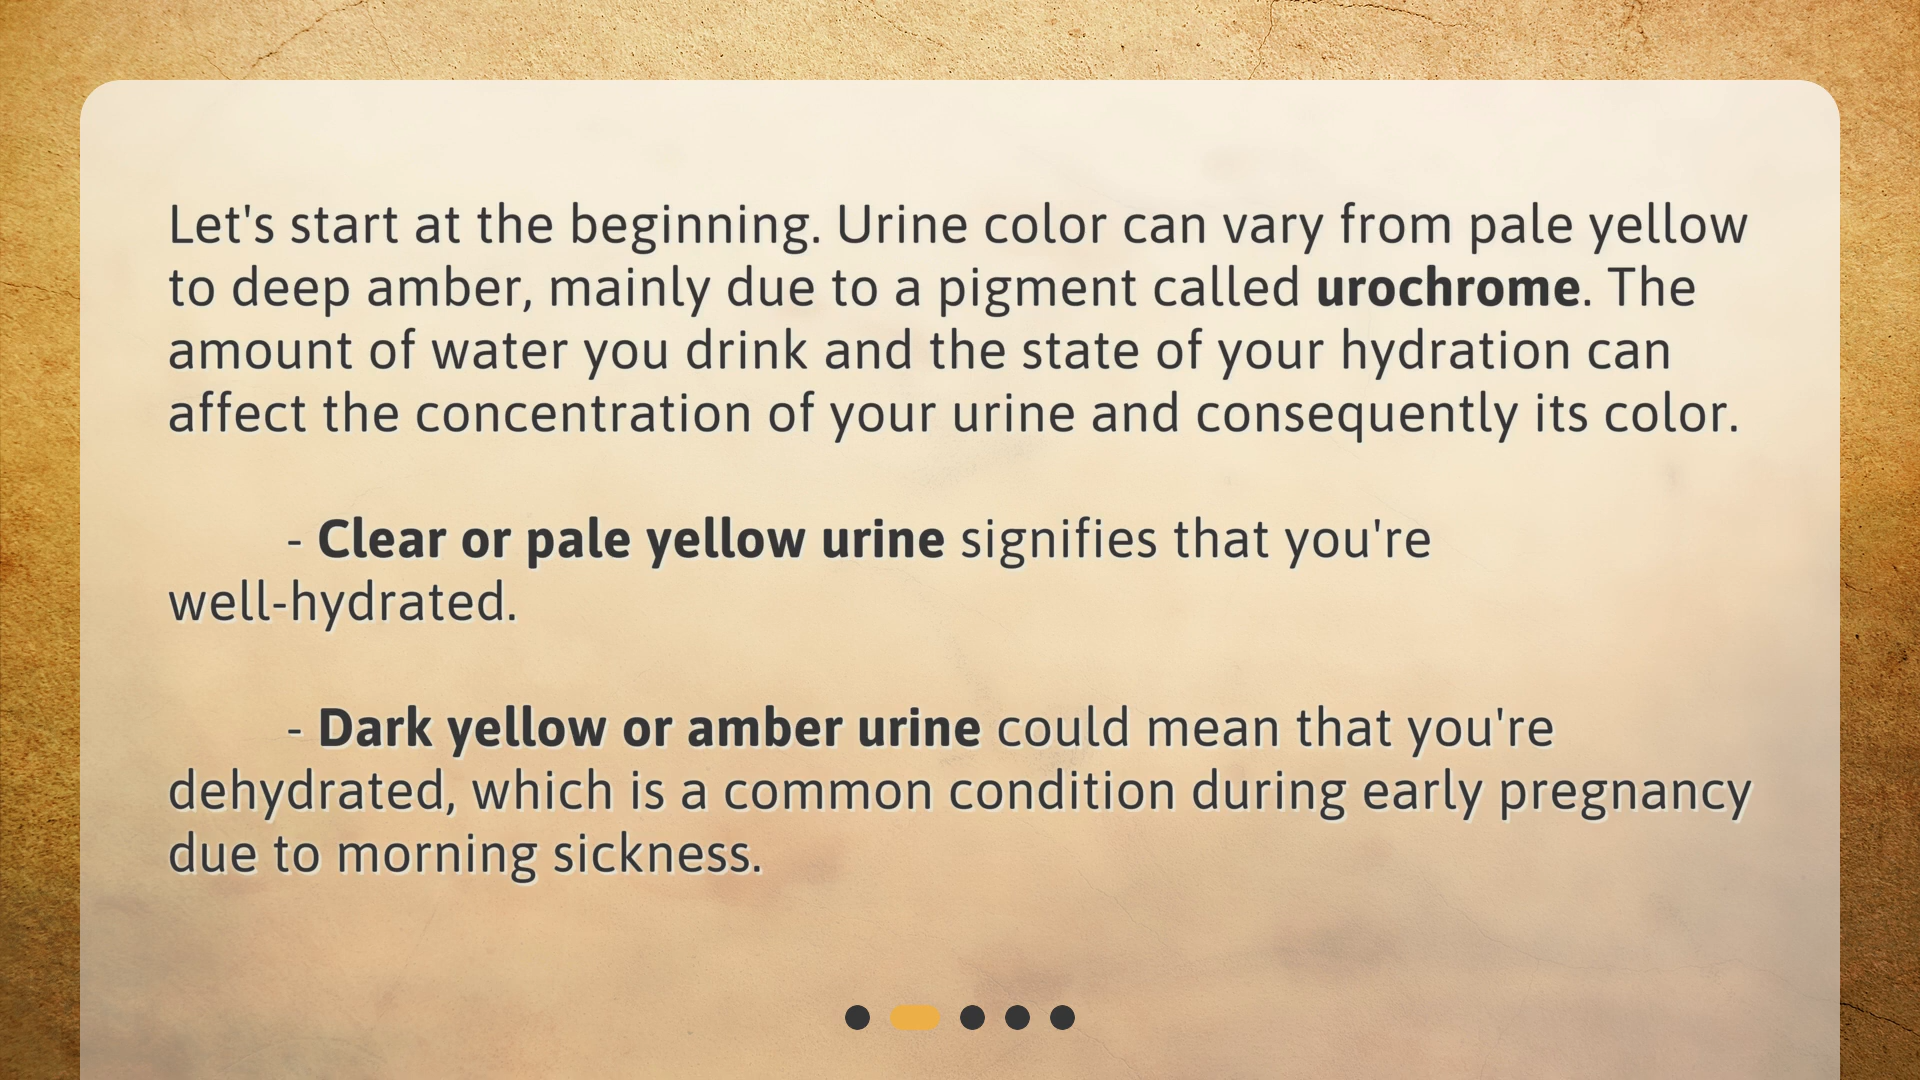 Let's start at the beginning. Urine color can vary from pale yellow
to deep amber, mainly due to a pigment called urochrome. The
amount of water you drink and the state of your hydration can
affect the concentration of your urine and consequently its color.
- Clear or pale yellow urine signifies that you're
well-hydrated.
- Dark yellow or amber urine could mean that you're
dehydrated, which is a common condition during early pregnancy
due to morning sickness.